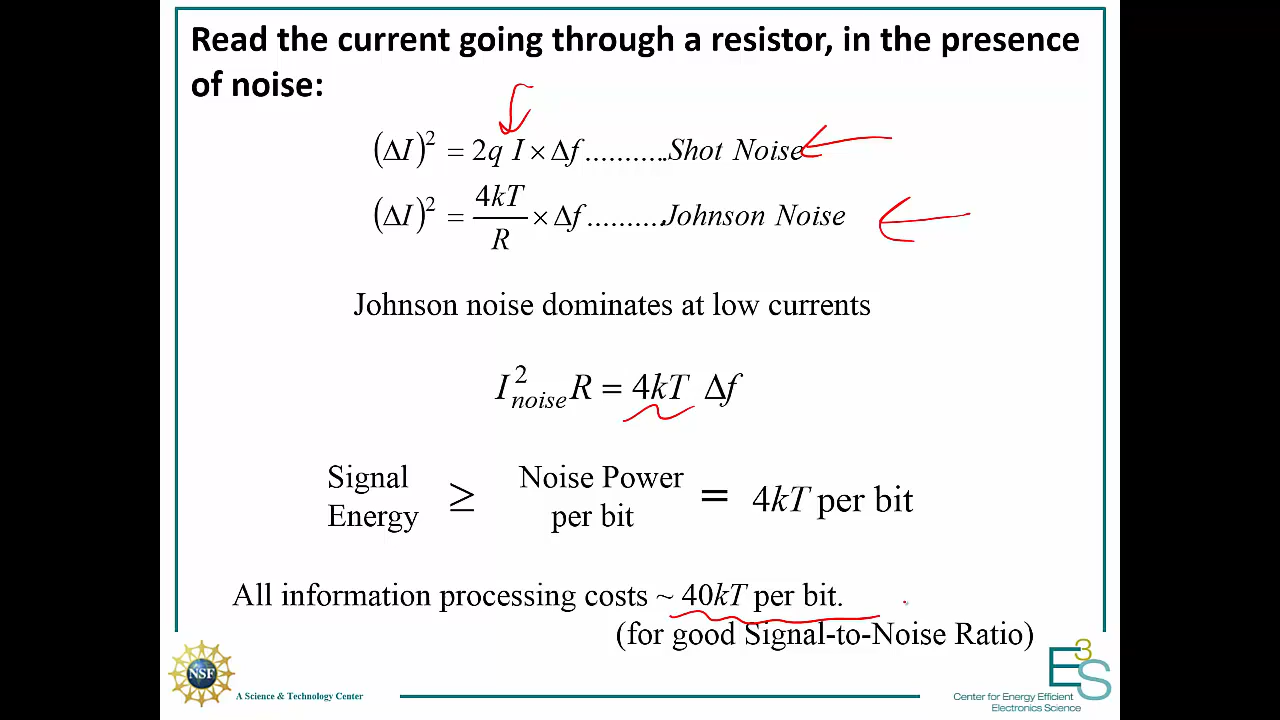 Read the current going through a resistor, in the presence
of noise:
(ΔI)² = 2q I × Δf ........... Shot Noise
(ΔI)² = 4kT/R × Δf .......... Johnson Noise
Johnson noise dominates at low currents
I²noise R = 4kT Δf
Signal Energy ≥ Noise Power per bit = 4kT per bit
All information processing costs ~ 40kT per bit.
(for good Signal-to-Noise Ratio)
NSF
A Science & Technology Center
E³S
Center for Energy Efficient
Electronics Science